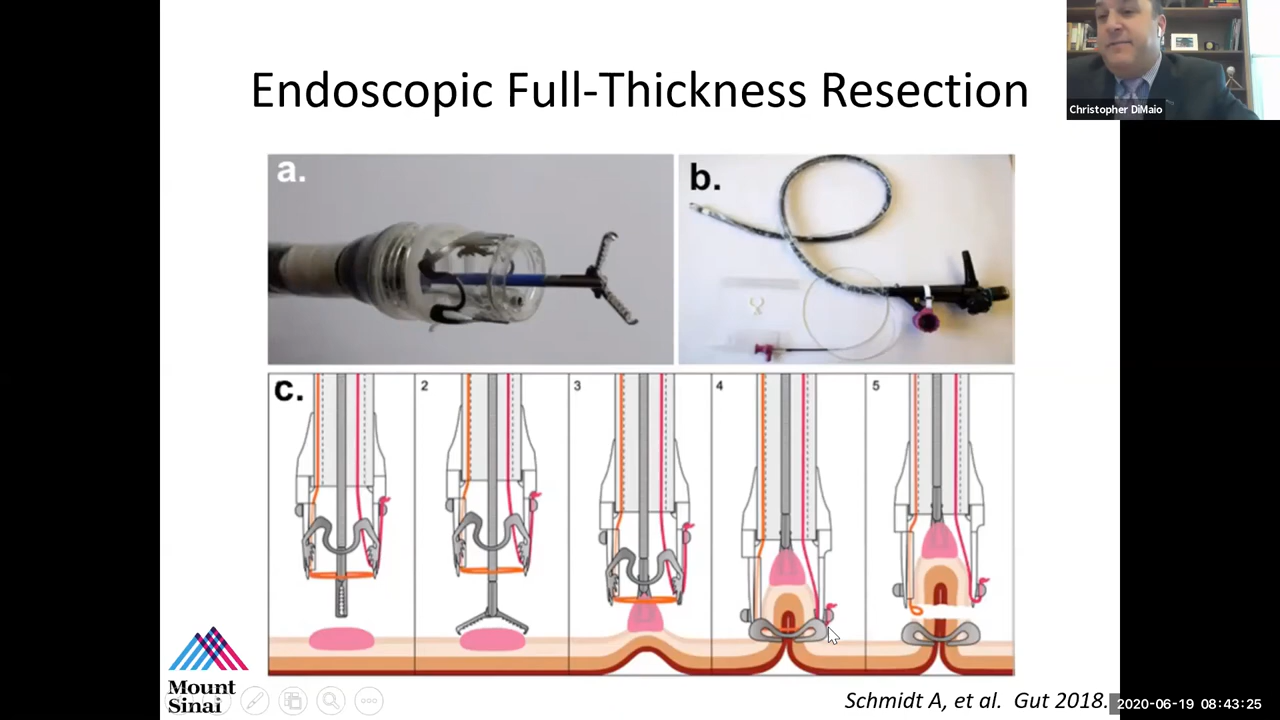 Endoscopic Full-Thickness Resection
Christopher DiMaio
a.
b.
c.
2
3
4
5
Mount
Sinai
Schmidt A, et al. Gut 2018.
2020-06-19 08:43:25